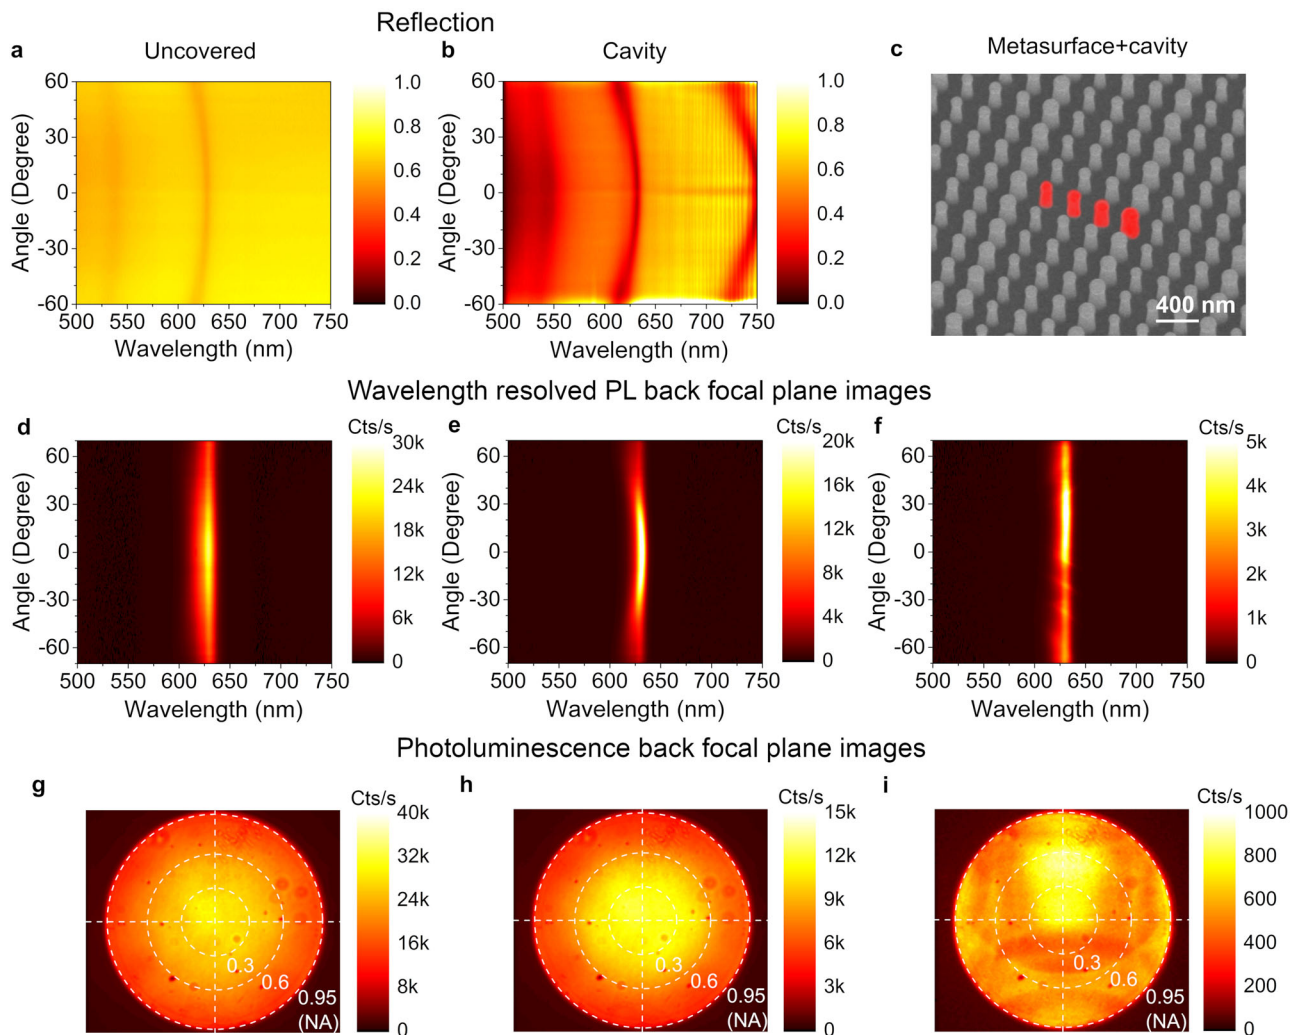 Reflection
a
Uncovered
b
Cavity
c
Metasurface+cavity
60
30
0
-30
-60
Angle (Degree)
500 550 600 650 700 750
Wavelength (nm)
1.0
0.8
0.6
0.4
0.2
0.0
60
30
0
-30
-60
Angle (Degree)
500 550 600 650 700 750
Wavelength (nm)
1.0
0.8
0.6
0.4
0.2
0.0
400 nm
Wavelength resolved PL back focal plane images
d
60
30
0
-30
-60
Angle (Degree)
500 550 600 650 700 750
Wavelength (nm)
Cts/s
30k
24k
18k
12k
6k
0
e
60
30
0
-30
-60
Angle (Degree)
500 550 600 650 700 750
Wavelength (nm)
Cts/s
20k
16k
12k
8k
4k
0
f
60
30
0
-30
-60
Angle (Degree)
500 550 600 650 700 750
Wavelength (nm)
Cts/s
5k
4k
3k
2k
1k
0
Photoluminescence back focal plane images
g
0.3
0.6
0.95
(NA)
Cts/s
40k
32k
24k
16k
8k
0
h
0.3
0.6
0.95
(NA)
Cts/s
15k
12k
9k
6k
3k
0
i
0.3
0.6
0.95
(NA)
Cts/s
1000
800
600
400
200
0